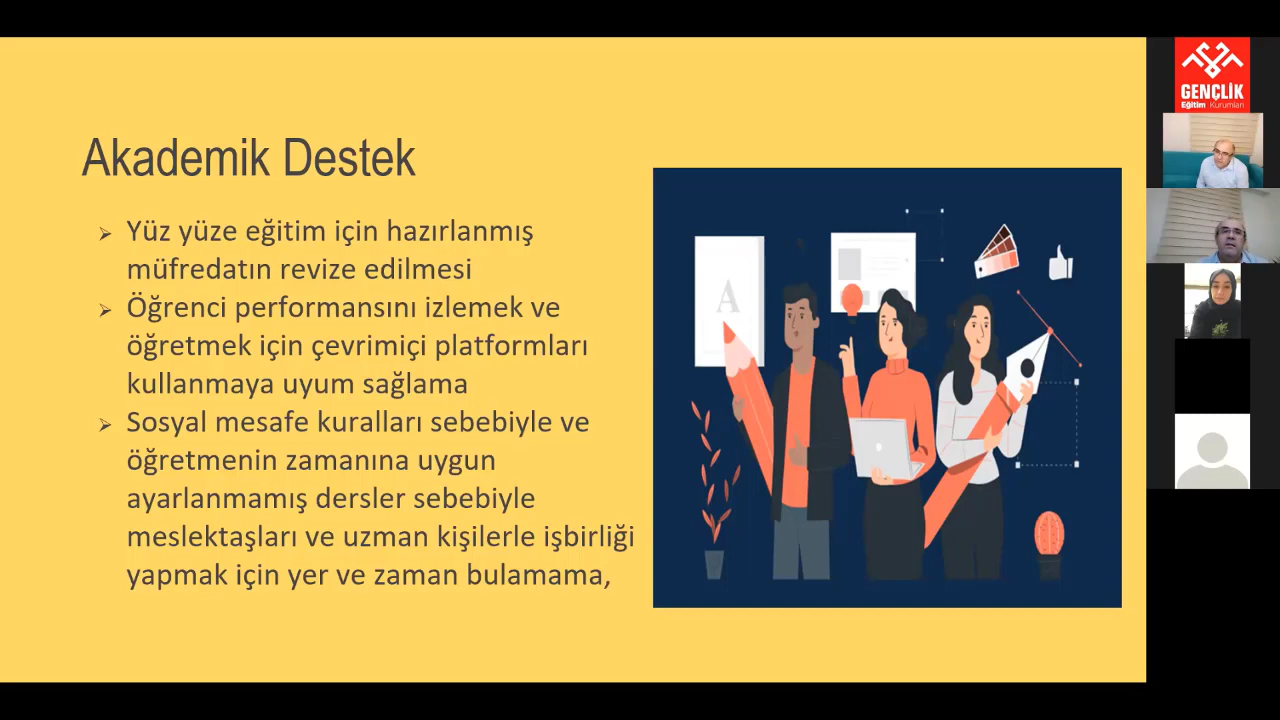 Akademik Destek
Yüz yüze eğitim için hazırlanmış
müfredatın revize edilmesi
Öğrenci performansını izlemek ve
öğretmek için çevrimiçi platformları
kullanmaya uyum sağlama
Sosyal mesafe kuralları sebebiyle ve
öğretmenin zamanına uygun
ayarlanmamış dersler sebebiyle
meslektaşları ve uzman kişilerle işbirliği
yapmak için yer ve zaman bulamama,
A
GENÇLİK
Eğitim Kurumları